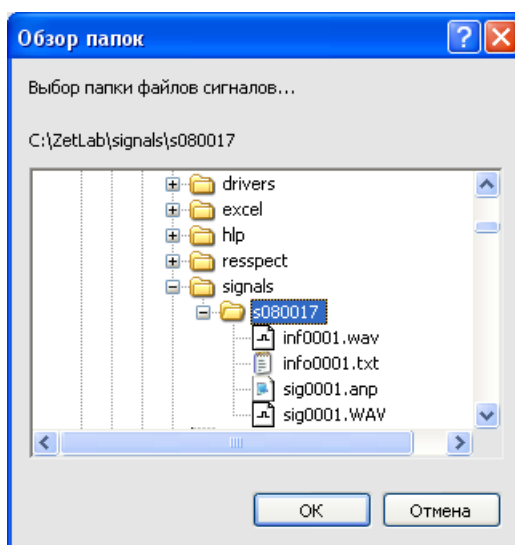 Обзор папок
Выбор папки файлов сигналов...
C:\ZetLab\signals\s080017
drivers
excel
hlp
resspect
signals
s080017
inf0001.wav
info0001.txt
sig0001.anp
sig0001.WAV
ОК
Отмена